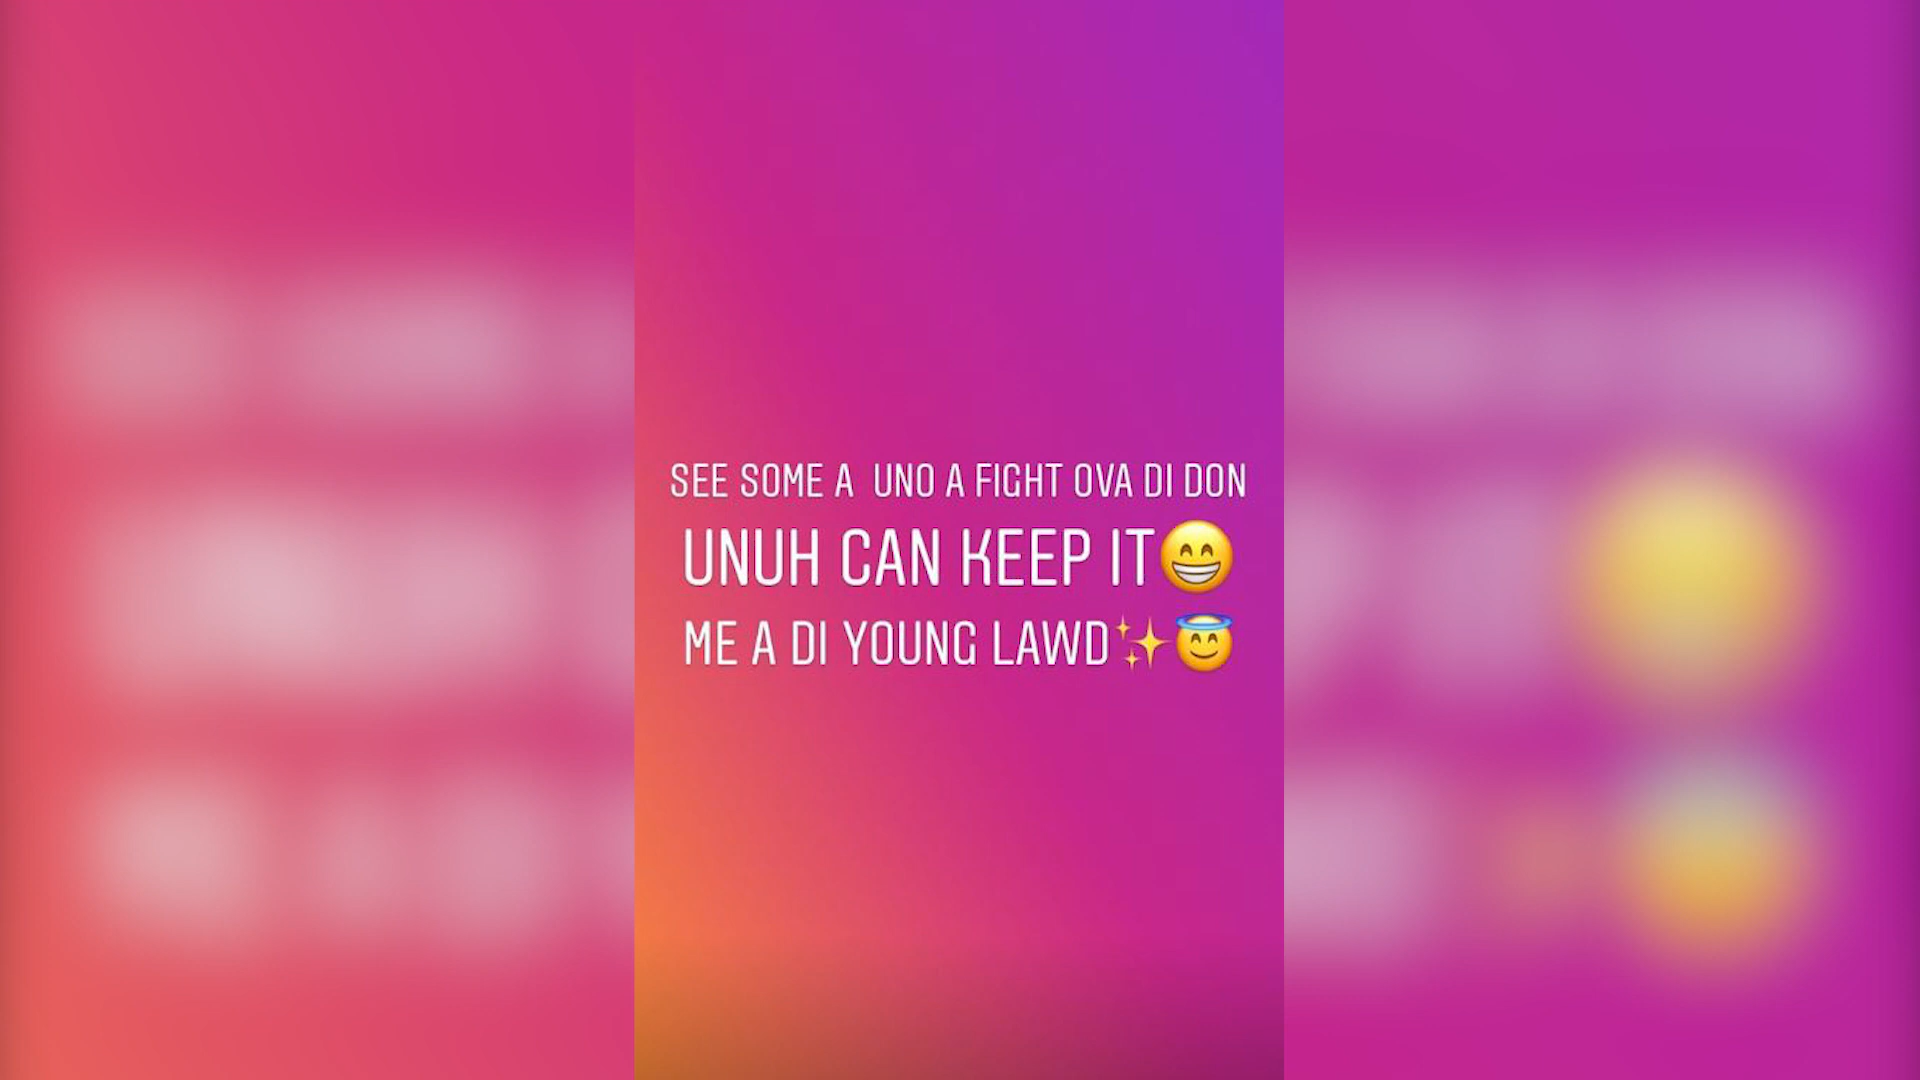 SEE SOME A UNO A FIGHT OVA DI DON
UNUH CAN KEEP IT😁
ME A DI YOUNG LAWD✨😇